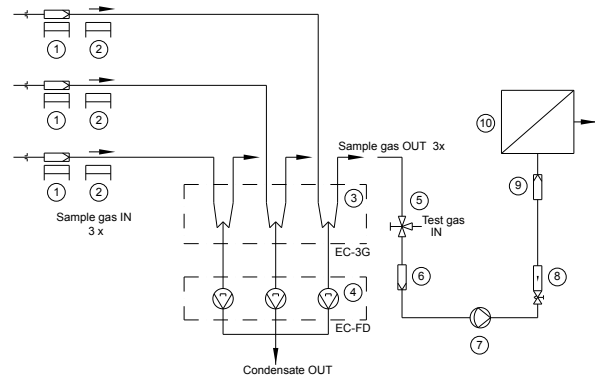 1
2
1
2
10
Sample gas OUT 3x
9
1
2
3
5
Sample gas IN
3 x
Test gas
IN
EC-3G
6
8
4
EC-FD
7
Condensate OUT